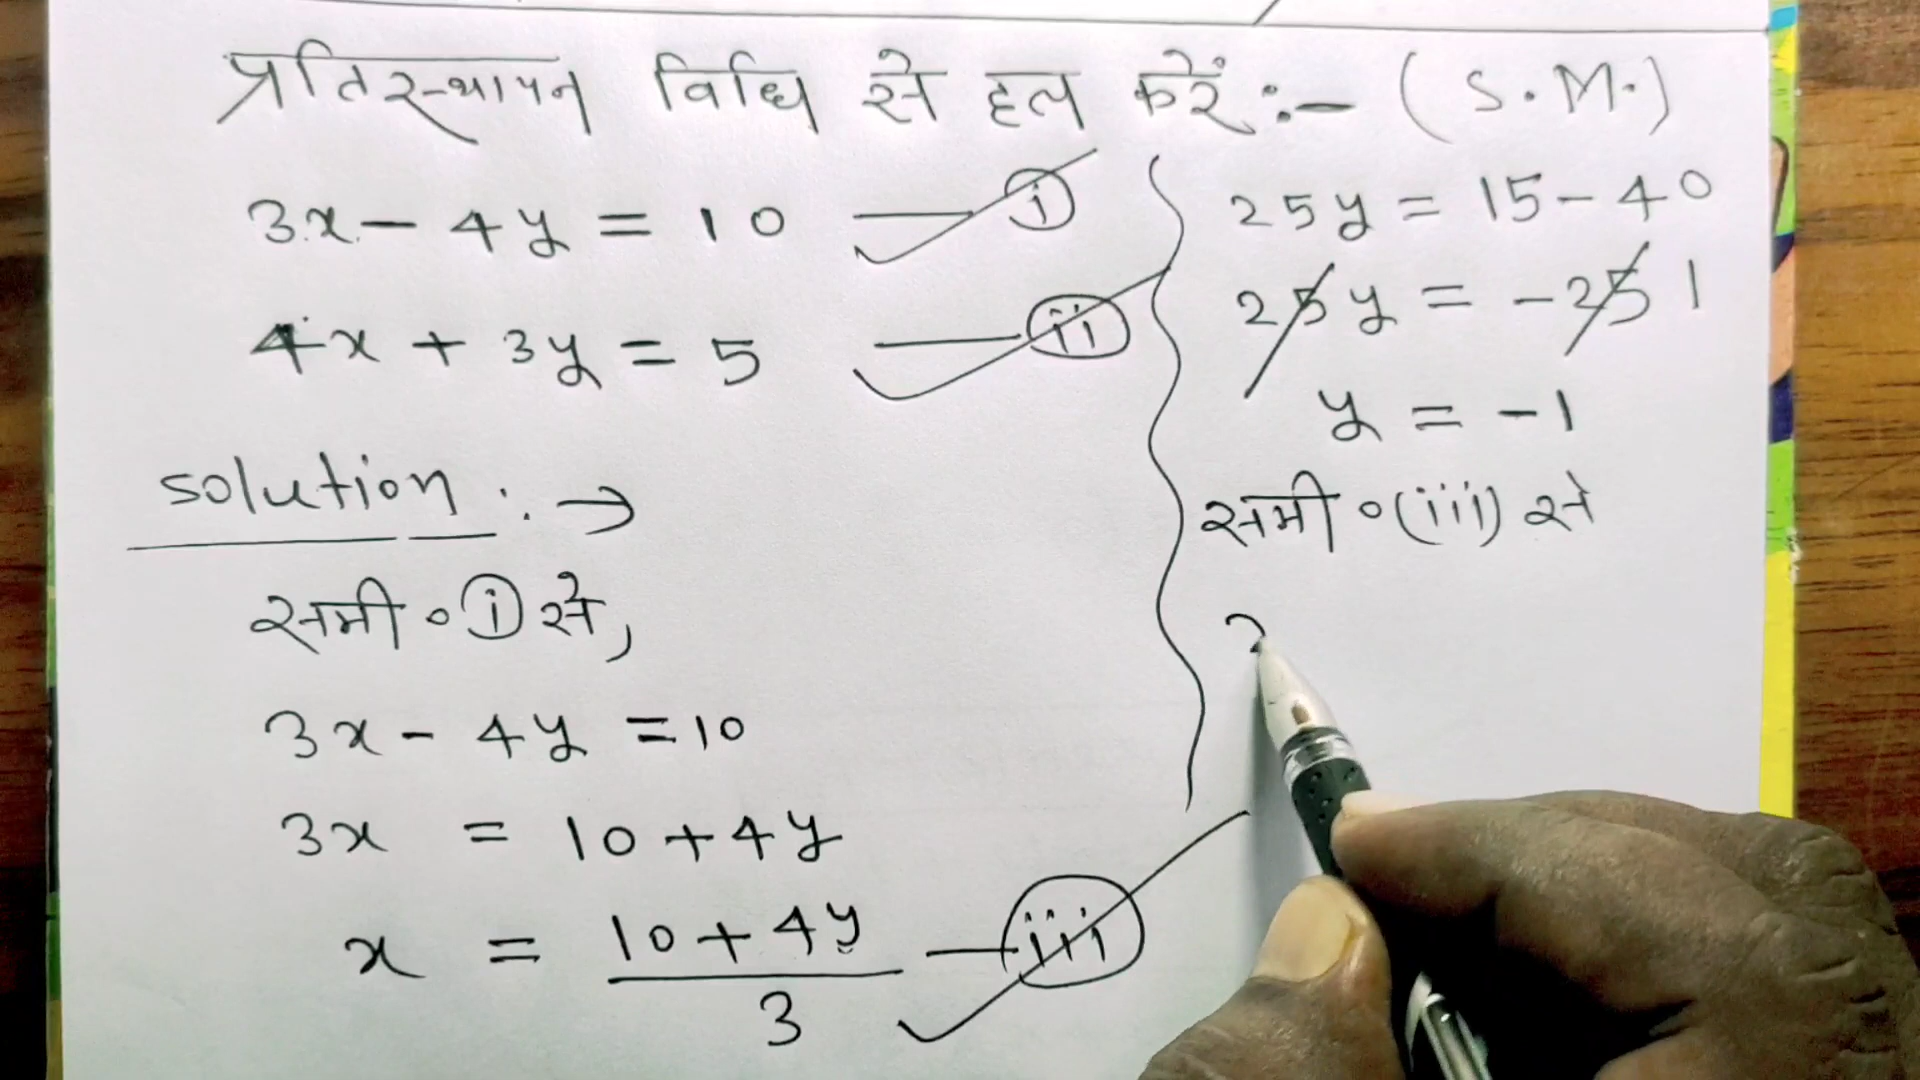 प्रतिस्थापन विधि से हल करें :- (S.M.)
3x - 4y = 10 — (i)
4x + 3y = 5 — (ii)
solution : →
समी० (i) से,
3x - 4y = 10
3x = 10 + 4y
x = 10 + 4y / 3 — (iii)
25y = 15 - 40
25y = -25 1
y = -1
समी० (iii) से